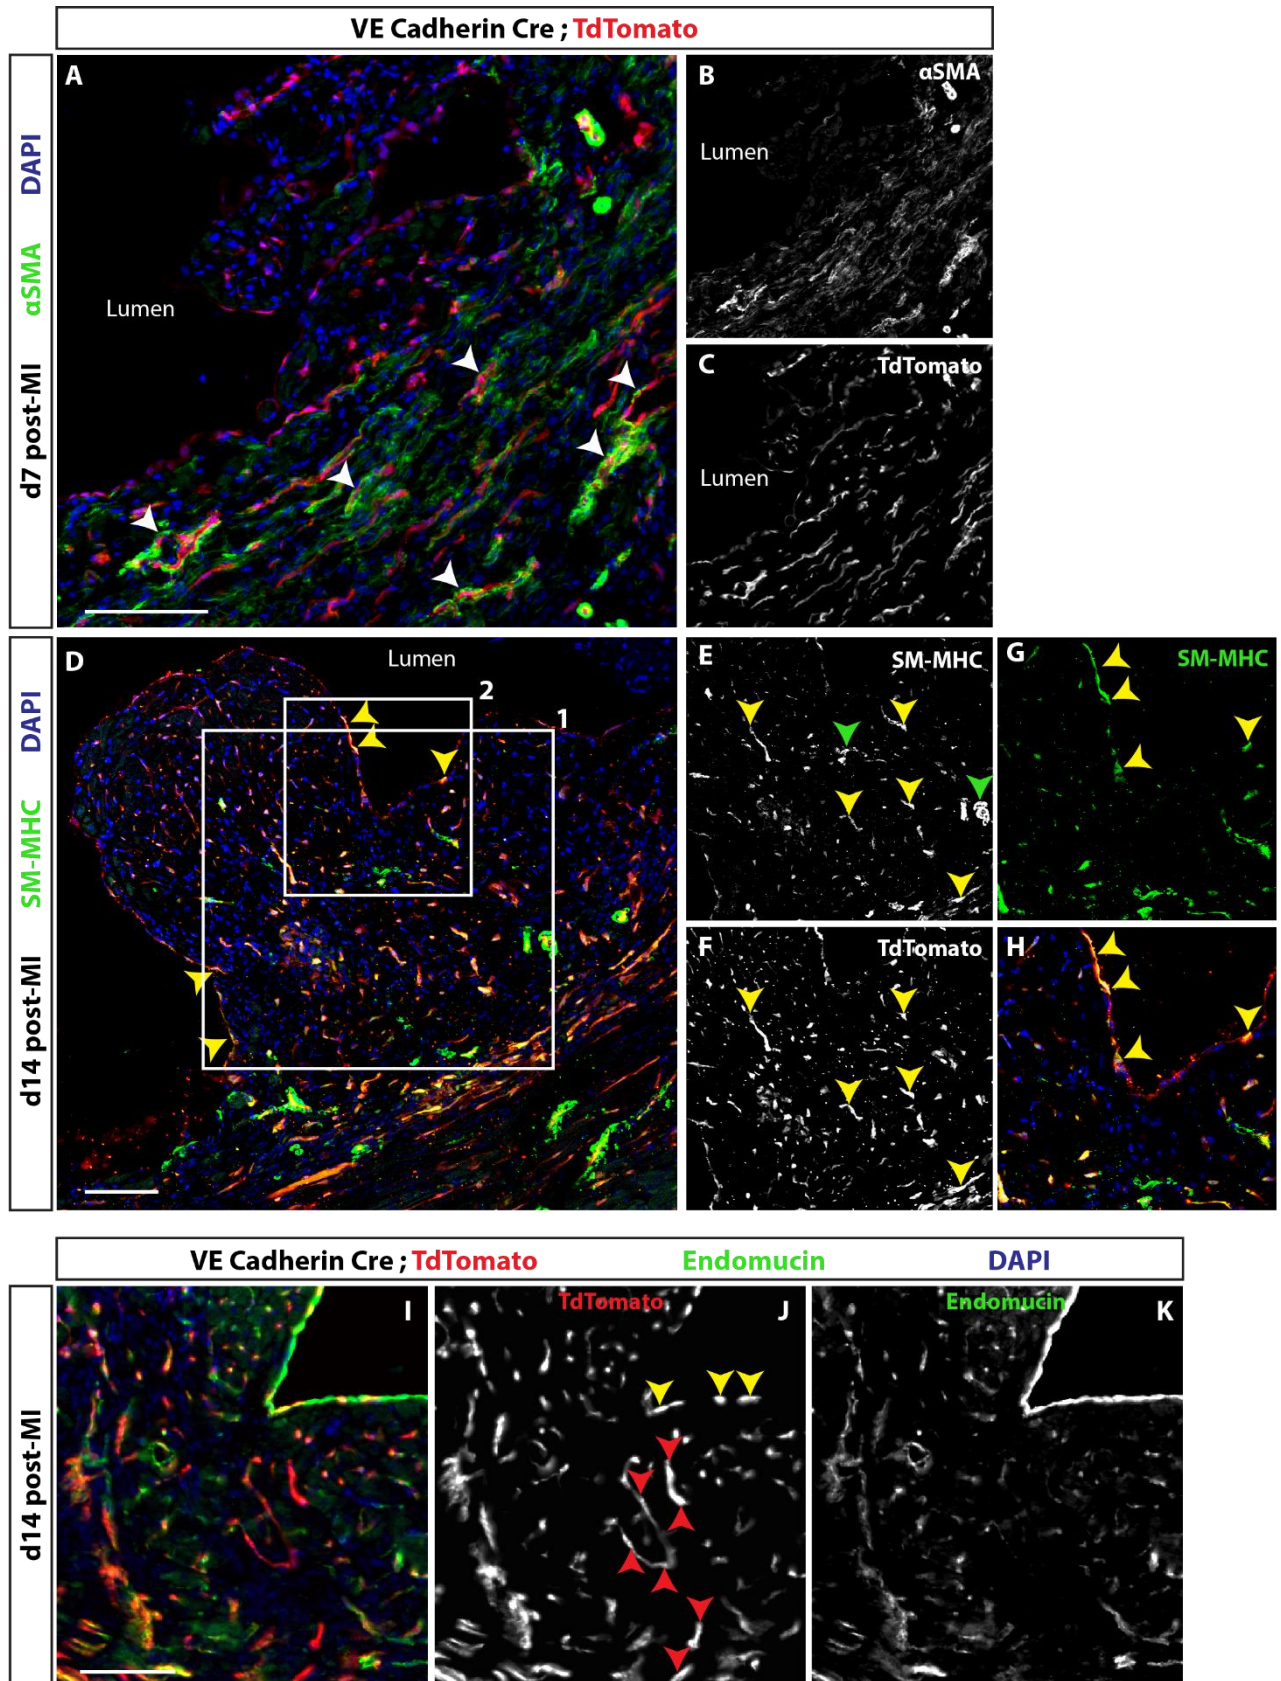 VE Cadherin Cre ; TdTomato
d7 post-MI αSMA DAPI
A
Lumen
B
αSMA
Lumen
C
TdTomato
Lumen
d14 post-MI SM-MHC DAPI
D
Lumen
2
1
E
SM-MHC
G
SM-MHC
F
TdTomato
H
VE Cadherin Cre ; TdTomato Endomucin DAPI
d14 post-MI
I
TdTomato
J
Endomucin
K